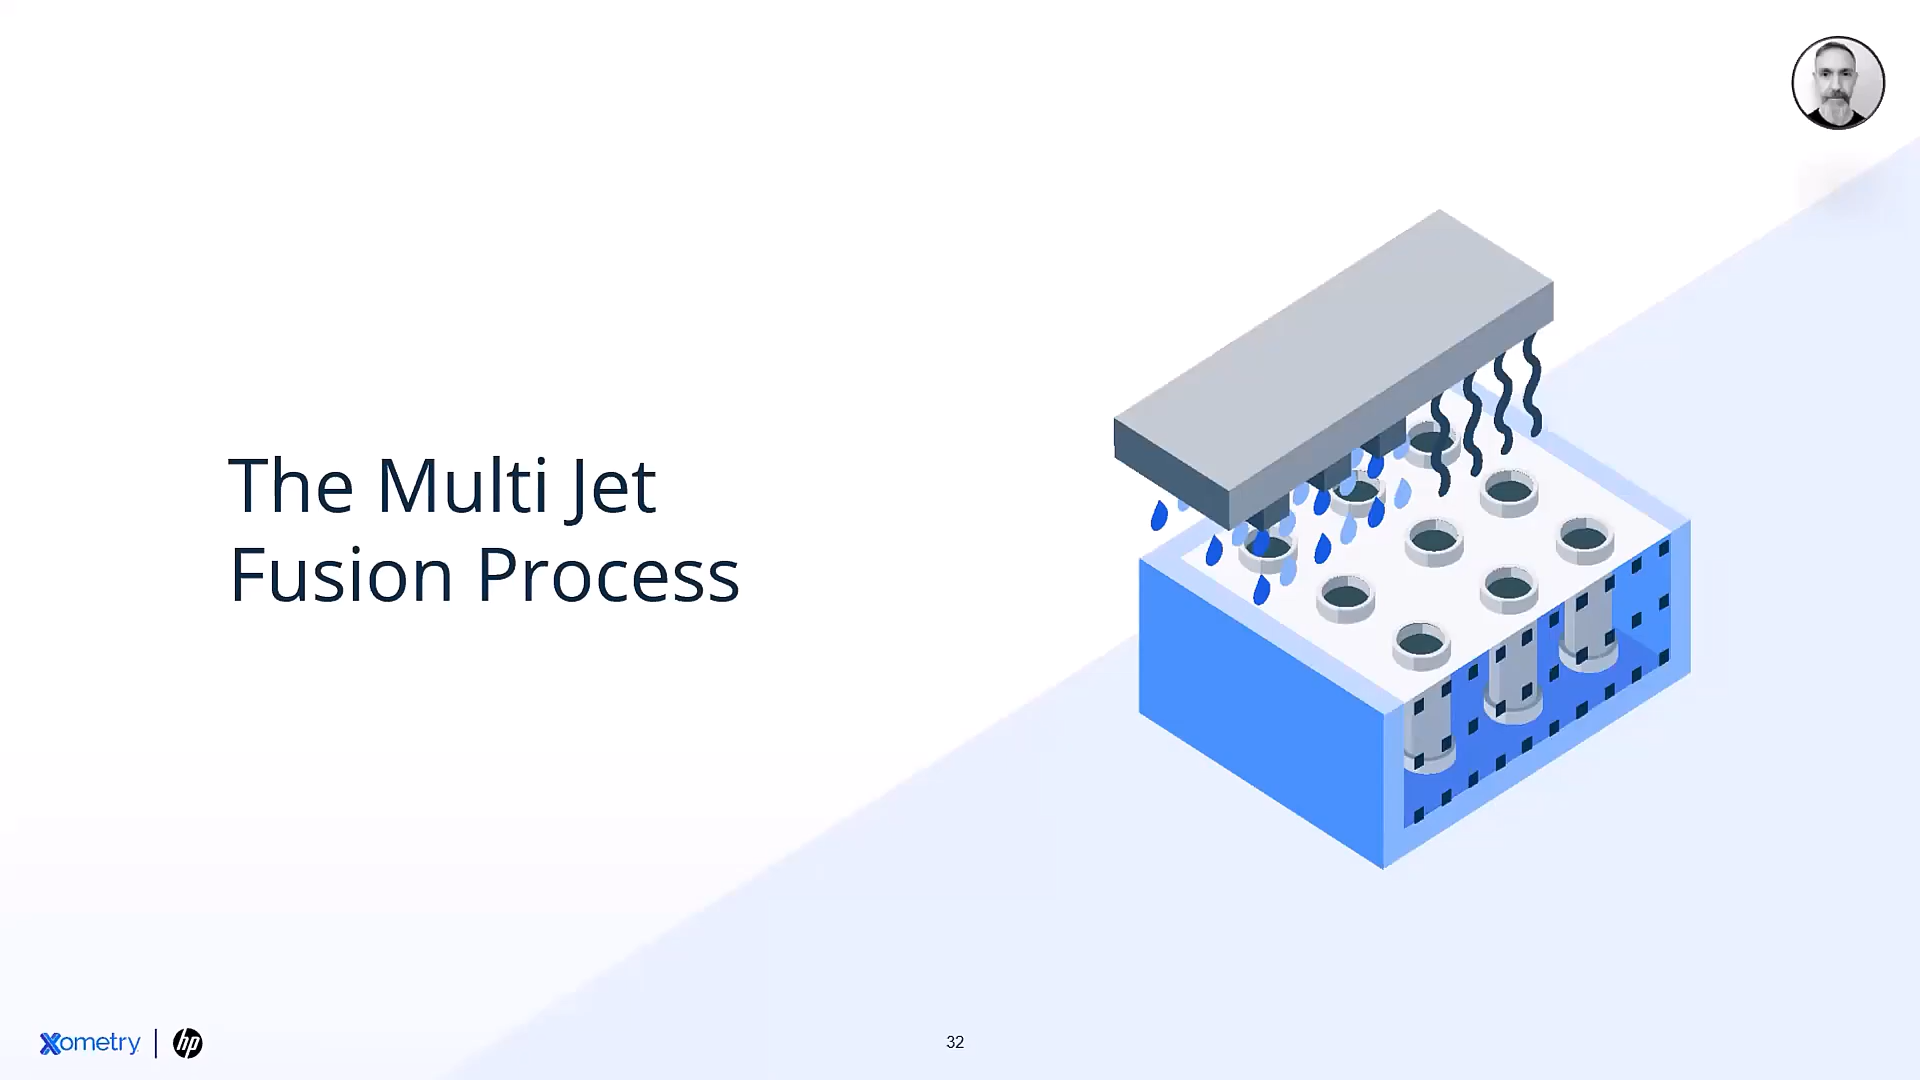 The Multi Jet
Fusion Process
Xometry
hp
32